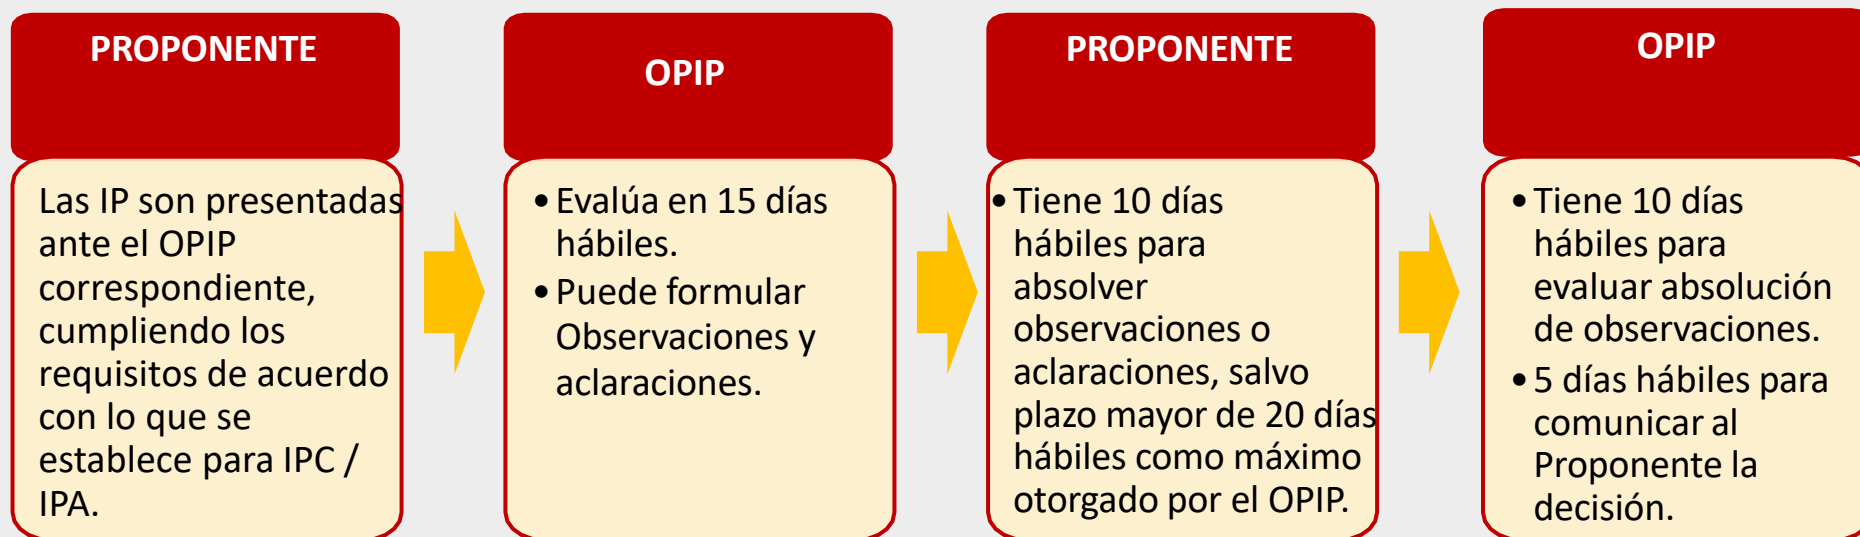 PROPONENTE
Las IP son presentadas
ante el OPIP
correspondiente,
cumpliendo los
requisitos de acuerdo
con lo que se
establece para IPC /
IPA.
OPIP
• Evalúa en 15 días
hábiles.
• Puede formular
Observaciones y
aclaraciones.
PROPONENTE
• Tiene 10 días
hábiles para
absolver
observaciones o
aclaraciones, salvo
plazo mayor de 20 días
hábiles como máximo
otorgado por el OPIP.
OPIP
• Tiene 10 días
hábiles para
evaluar absolución
de observaciones.
• 5 días hábiles para
comunicar al
Proponente la
decisión.